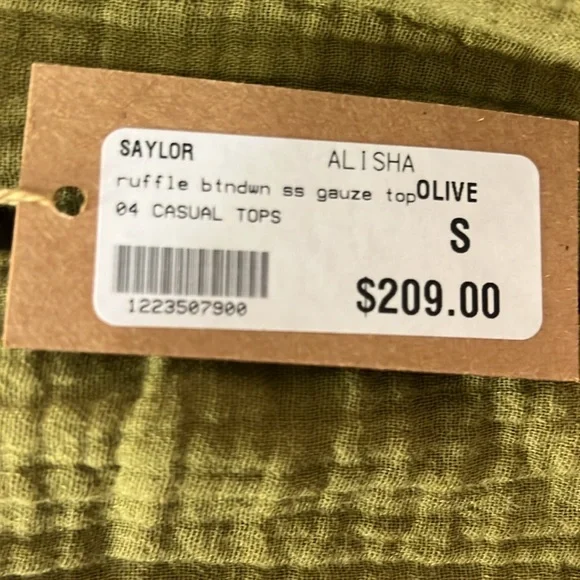 SAYLOR ALISHA
ruffle btndwn ss gauze top OLIVE
04 CASUAL TOPS S
$209.00
1223507900